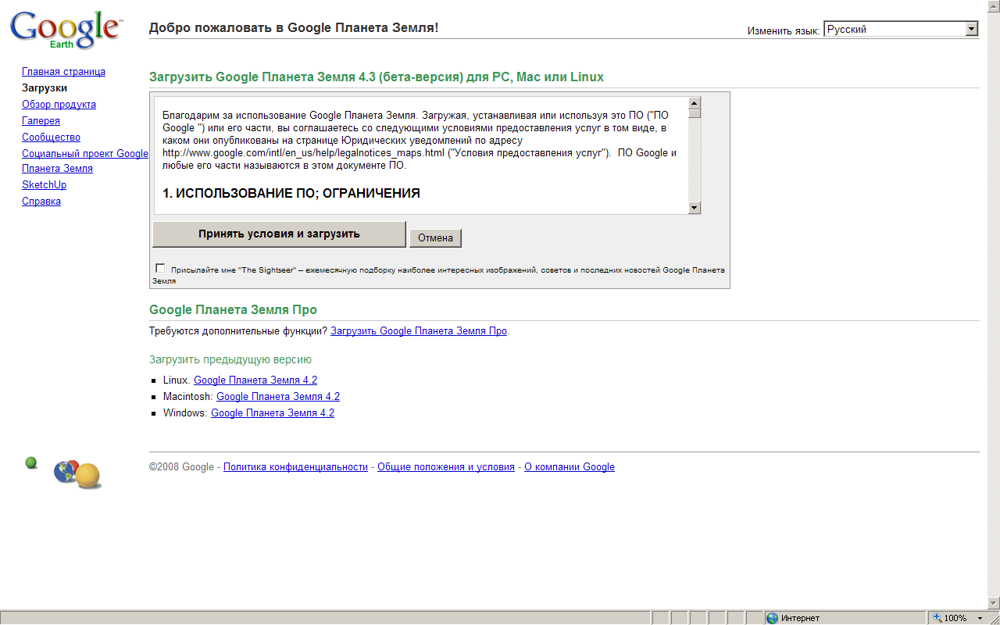 Google™
Earth
Добро пожаловать в Google Планета Земля!
Изменить язык: Русский
Главная страница
Загрузки
Обзор продукта
Галерея
Сообщество
Социальный проект Google
Планета Земля
SketchUp
Справка
Загрузить Google Планета Земля 4.3 (бета-версия) для PC, Mac или Linux
Благодарим за использование Google Планета Земля. Загружая, устанавливая или используя это ПО ("ПО
Google ") или его части, вы соглашаетесь со следующими условиями предоставления услуг в том виде, в
каком они опубликованы на странице Юридических уведомлений по адресу
http://www.google.com/intl/en_us/help/legalnotices_maps.html ("Условия предоставления услуг").  ПО Google и
любые его части называются в этом документе ПО.
1. ИСПОЛЬЗОВАНИЕ ПО; ОГРАНИЧЕНИЯ
Принять условия и загрузить
Отмена
Присылайте мне "The Sightseer" – ежемесячную подборку наиболее интересных изображений, советов и последних новостей Google Планета
Земля
Google Планета Земля Про
Требуются дополнительные функции? Загрузить Google Планета Земля Про.
Загрузить предыдущую версию
Linux. Google Планета Земля 4.2
Macintosh: Google Планета Земля 4.2
Windows: Google Планета Земля 4.2
©2008 Google - Политика конфиденциальности - Общие положения и условия - О компании Google
Интернет
100%